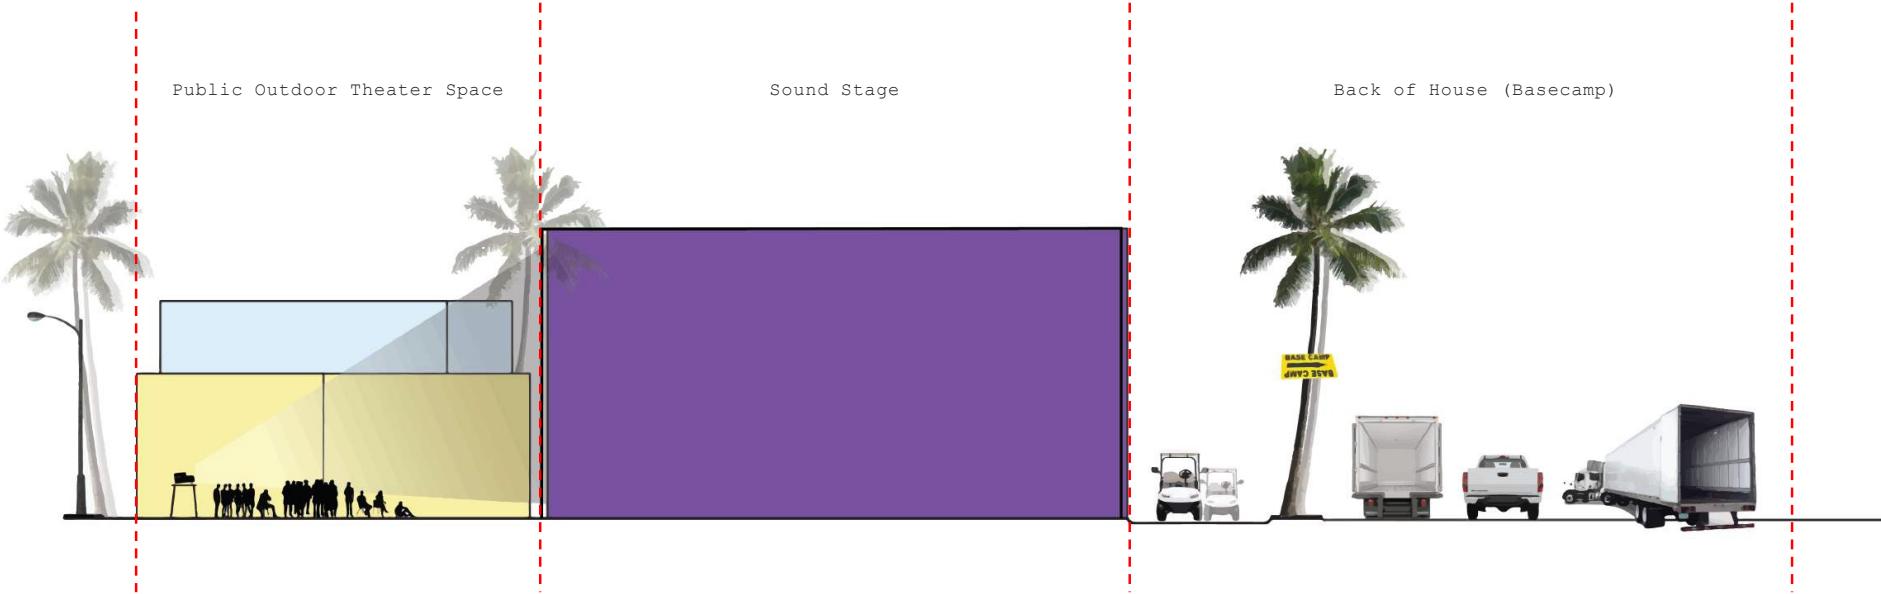 Public Outdoor Theater Space
Sound Stage
Back of House (Basecamp)
BASE CAMP
BASE CAMP